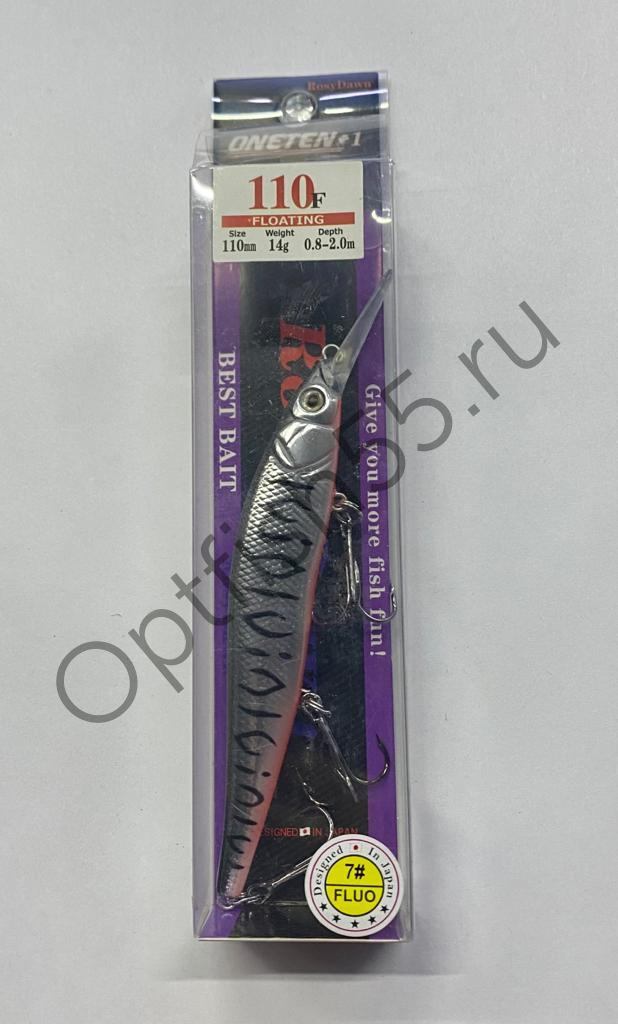 RosyDawn
ONETEN+1
110F
FLOATING
Size Weight Depth
110mm 14g 0.8-2.0m
BEST BAIT
Give you more fish fun!
DESIGNED IN JAPAN
Designed In Japan
7#
FLUO
Optfish55.ru